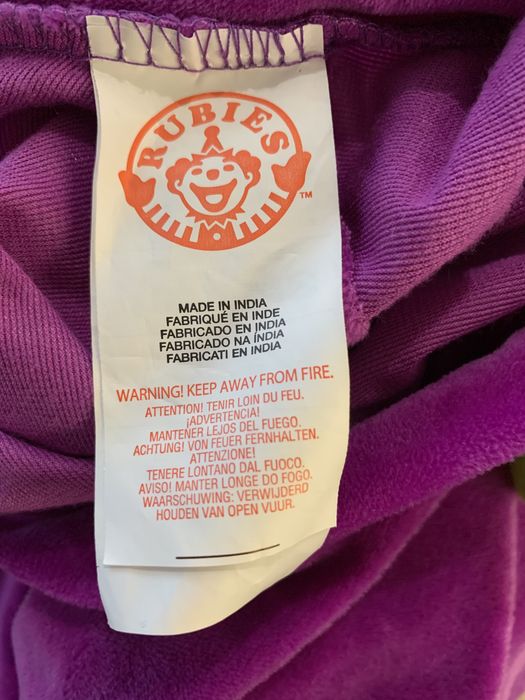 RUBIES
TM
MADE IN INDIA
FABRIQUÉ EN INDE
FABRICADO EN INDIA
FABRICADO NA ÍNDIA
FABRICATI EN INDIA
WARNING! KEEP AWAY FROM FIRE.
ATTENTION! TENIR LOIN DU FEU.
¡ADVERTENCIA!
MANTENER LEJOS DEL FUEGO.
ACHTUNG! VON FEUER FERNHALTEN.
ATTENZIONE!
TENERE LONTANO DAL FUOCO.
AVISO! MANTER LONGE DO FOGO.
WAARSCHUWING: VERWIJDERD
HOUDEN VAN OPEN VUUR.